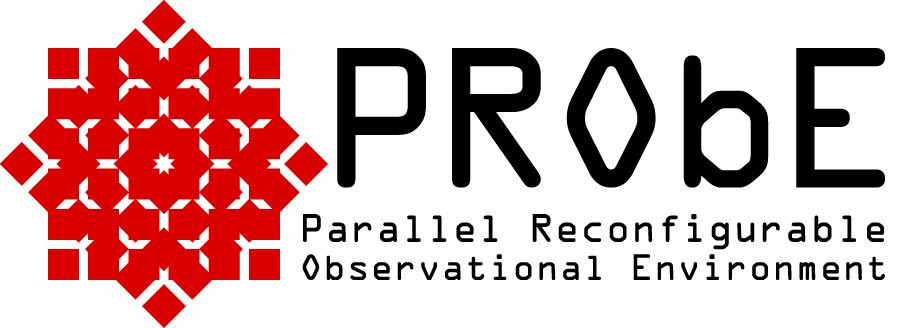 PRObE
Parallel Reconfigurable
Observational Environment